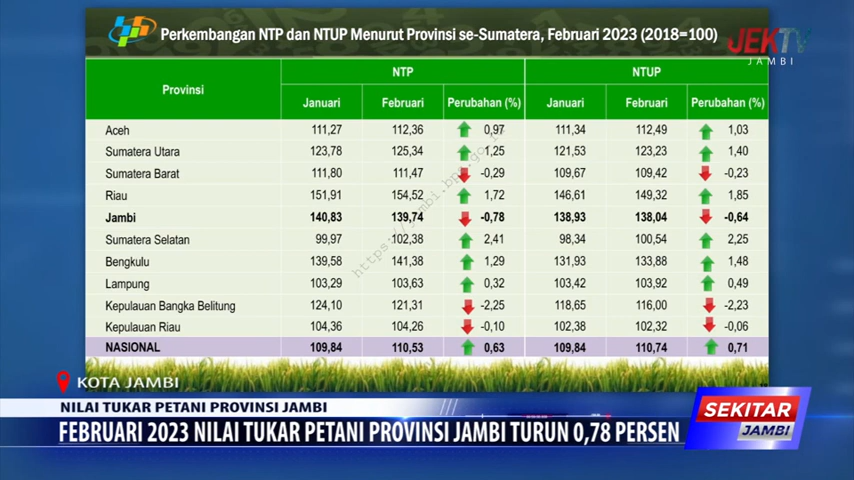 Perkembangan NTP dan NTUP Menurut Provinsi se-Sumatera, Februari 2023 (2018=100)
JEKTV
JAMBI
Provinsi NTP NTUP
Januari Februari Perubahan (%) Januari Februari Perubahan (%)
Aceh 111,27 112,36 0,97 111,34 112,49 1,03
Sumatera Utara 123,78 125,34 1,25 121,53 123,23 1,40
Sumatera Barat 111.80 111,47 -0,29 109,67 109,42 -0,23
Riau 151,91 154,52 1,72 146,61 149,32 1,85
Jambi 140,83 139,74 -0,78 138,93 138,04 -0,64
Sumatera Selatan 99,97 102,38 2,41 98,34 100,54 2,25
Bengkulu 139,58 141,38 1,29 131,93 133,88 1,48
Lampung 103,29 103,63 0,32 103,42 103,92 0,49
Kepulauan Bangka Belitung 124,10 121,31 -2,25 118,65 116,00 -2,23
Kepulauan Riau 104,36 104,26 -0,10 102,38 102,32 -0,06
NASIONAL 109,84 110,53 0,63 109,84 110,74 0,71
https://jambi.bps.go.id
KOTA JAMBI
NILAI TUKAR PETANI PROVINSI JAMBI
FEBRUARI 2023 NILAI TUKAR PETANI PROVINSI JAMBI TURUN 0,78 PERSEN
SEKITAR
JAMBI